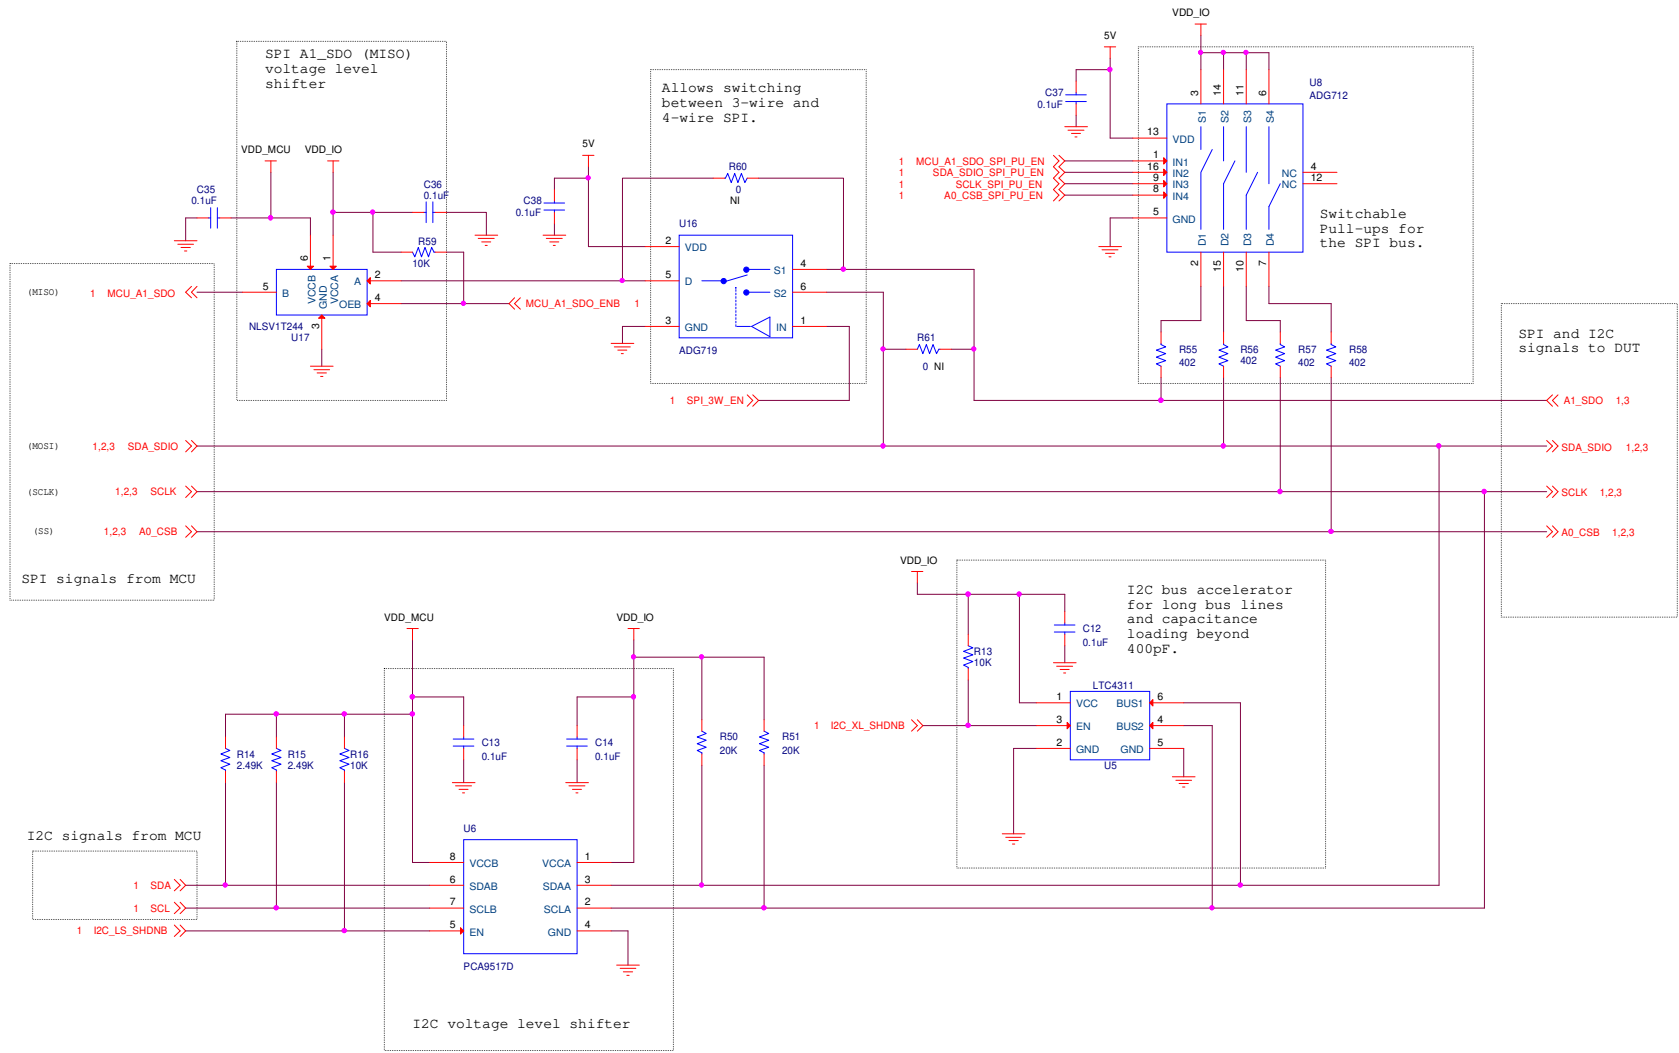 SPI A1_SDO (MISO)
voltage level
shifter
VDD_MCU
VDD_IO
C35
0.1uF
C36
0.1uF
R59
10K
6
1
VCCB
GND
VCCA
5
B
A
2
OEB
4
3
NLSV1T244
U17
(MISO)
1 MCU_A1_SDO
MCU_A1_SDO_ENB 1
Allows switching
between 3-wire and
4-wire SPI.
5V
C38
0.1uF
R60
0
NI
U16
2
VDD
5
D
3
GND
S1
4
S2
6
IN
1
ADG719
1 SPI_3W_EN
R61
0 NI
VDD_IO
5V
C37
0.1uF
U8
ADG712
3
14
11
6
S1
S2
S3
S4
13
VDD
1 MCU_A1_SDO_SPI_PU_EN
1
IN1
1 SDA_SDIO_SPI_PU_EN
16
IN2
1 SCLK_SPI_PU_EN
9
IN3
1 A0_CSB_SPI_PU_EN
8
IN4
5
GND
NC
4
NC
12
D1
D2
D3
D4
2
15
10
7
Switchable
Pull-ups for
the SPI bus.
R55
402
R56
402
R57
402
R58
402
SPI and I2C
signals to DUT
A1_SDO 1,3
(MOSI)
1,2,3 SDA_SDIO
SDA_SDIO 1,2,3
(SCLK)
1,2,3 SCLK
SCLK 1,2,3
(SS)
1,2,3 A0_CSB
A0_CSB 1,2,3
SPI signals from MCU
VDD_IO
I2C bus accelerator
for long bus lines
and capacitance
loading beyond
400pF.
C12
0.1uF
R13
10K
LTC4311
1
VCC
BUS1
6
1 I2C_XL_SHDNB
3
EN
BUS2
4
2
GND
GND
5
U5
VDD_MCU
VDD_IO
R14
2.49K
R15
2.49K
R16
10K
C13
0.1uF
C14
0.1uF
R50
20K
R51
20K
I2C signals from MCU
U6
8
VCCB
VCCA
1
1 SDA
6
SDAB
SDAA
3
1 SCL
7
SCLB
SCLA
2
1 I2C_LS_SHDNB
5
EN
GND
4
PCA9517D
I2C voltage level shifter